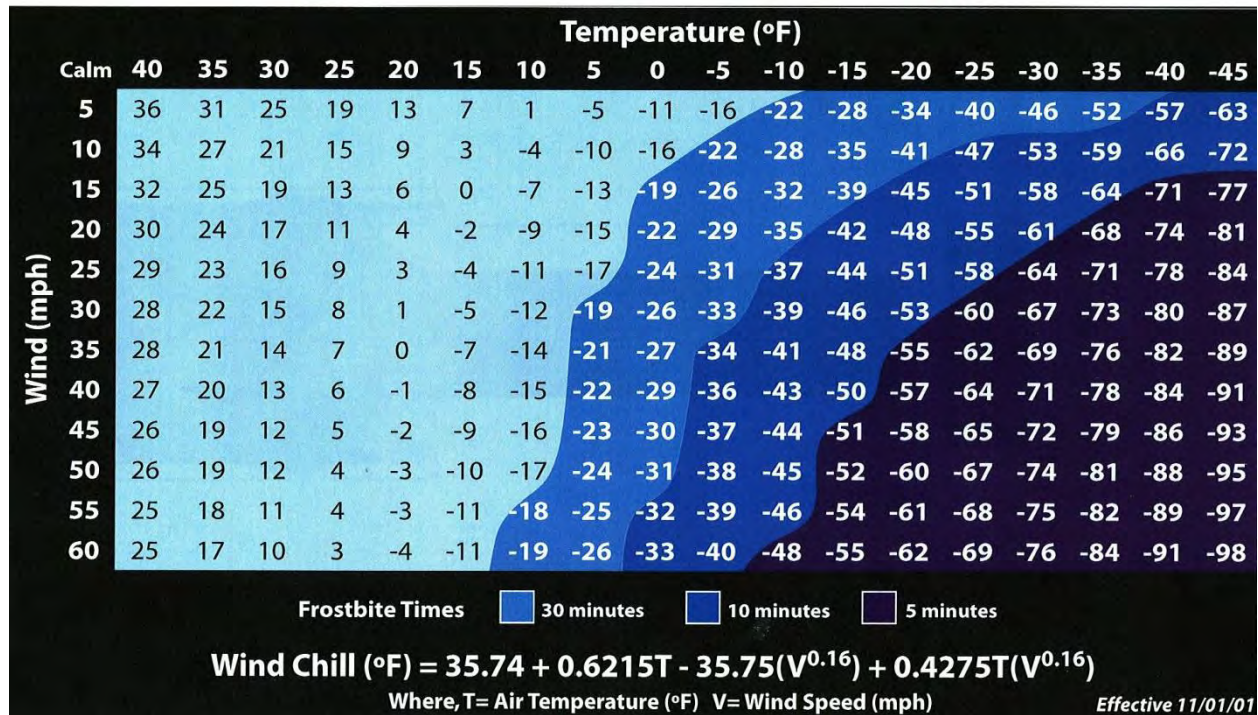 Temperature (ºF)
Calm 40 35 30 25 20 15 10 5 0 -5 -10 -15 -20 -25 -30 -35 -40 -45
5 36 31 25 19 13 7 1 -5 -11 -16 -22 -28 -34 -40 -46 -52 -57 -63
10 34 27 21 15 9 3 -4 -10 -16 -22 -28 -35 -41 -47 -53 -59 -66 -72
15 32 25 19 13 6 0 -7 -13 -19 -26 -32 -39 -45 -51 -58 -64 -71 -77
20 30 24 17 11 4 -2 -9 -15 -22 -29 -35 -42 -48 -55 -61 -68 -74 -81
25 29 23 16 9 3 -4 -11 -17 -24 -31 -37 -44 -51 -58 -64 -71 -78 -84
30 28 22 15 8 1 -5 -12 -19 -26 -33 -39 -46 -53 -60 -67 -73 -80 -87
35 28 21 14 7 0 -7 -14 -21 -27 -34 -41 -48 -55 -62 -69 -76 -82 -89
40 27 20 13 6 -1 -8 -15 -22 -29 -36 -43 -50 -57 -64 -71 -78 -84 -91
45 26 19 12 5 -2 -9 -16 -23 -30 -37 -44 -51 -58 -65 -72 -79 -86 -93
50 26 19 12 4 -3 -10 -17 -24 -31 -38 -45 -52 -60 -67 -74 -81 -88 -95
55 25 18 11 4 -3 -11 -18 -25 -32 -39 -46 -54 -61 -68 -75 -82 -89 -97
60 25 17 10 3 -4 -11 -19 -26 -33 -40 -48 -55 -62 -69 -76 -84 -91 -98
Wind (mph)
Frostbite Times 30 minutes 10 minutes 5 minutes
Wind Chill (ºF) = 35.74 + 0.6215T - 35.75(V^0.16) + 0.4275T(V^0.16)
Where, T= Air Temperature (ºF) V= Wind Speed (mph)
Effective 11/01/01